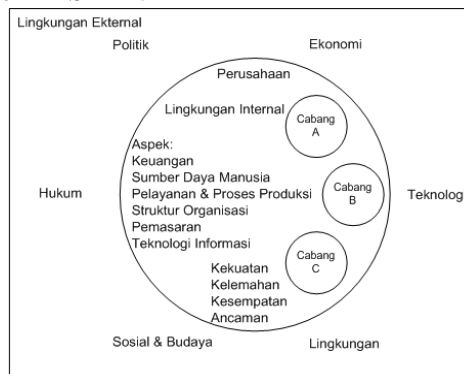 Lingkungan Ekternal
Politik
Ekonomi
Perusahaan
Lingkungan Internal
Cabang
A
Aspek:
Keuangan
Sumber Daya Manusia
Pelayanan & Proses Produksi
Struktur Organisasi
Pemasaran
Teknologi Informasi
Hukum
Cabang
B
Teknolog
Cabang
C
Kekuatan
Kelemahan
Kesempatan
Ancaman
Sosial & Budaya
Lingkungan